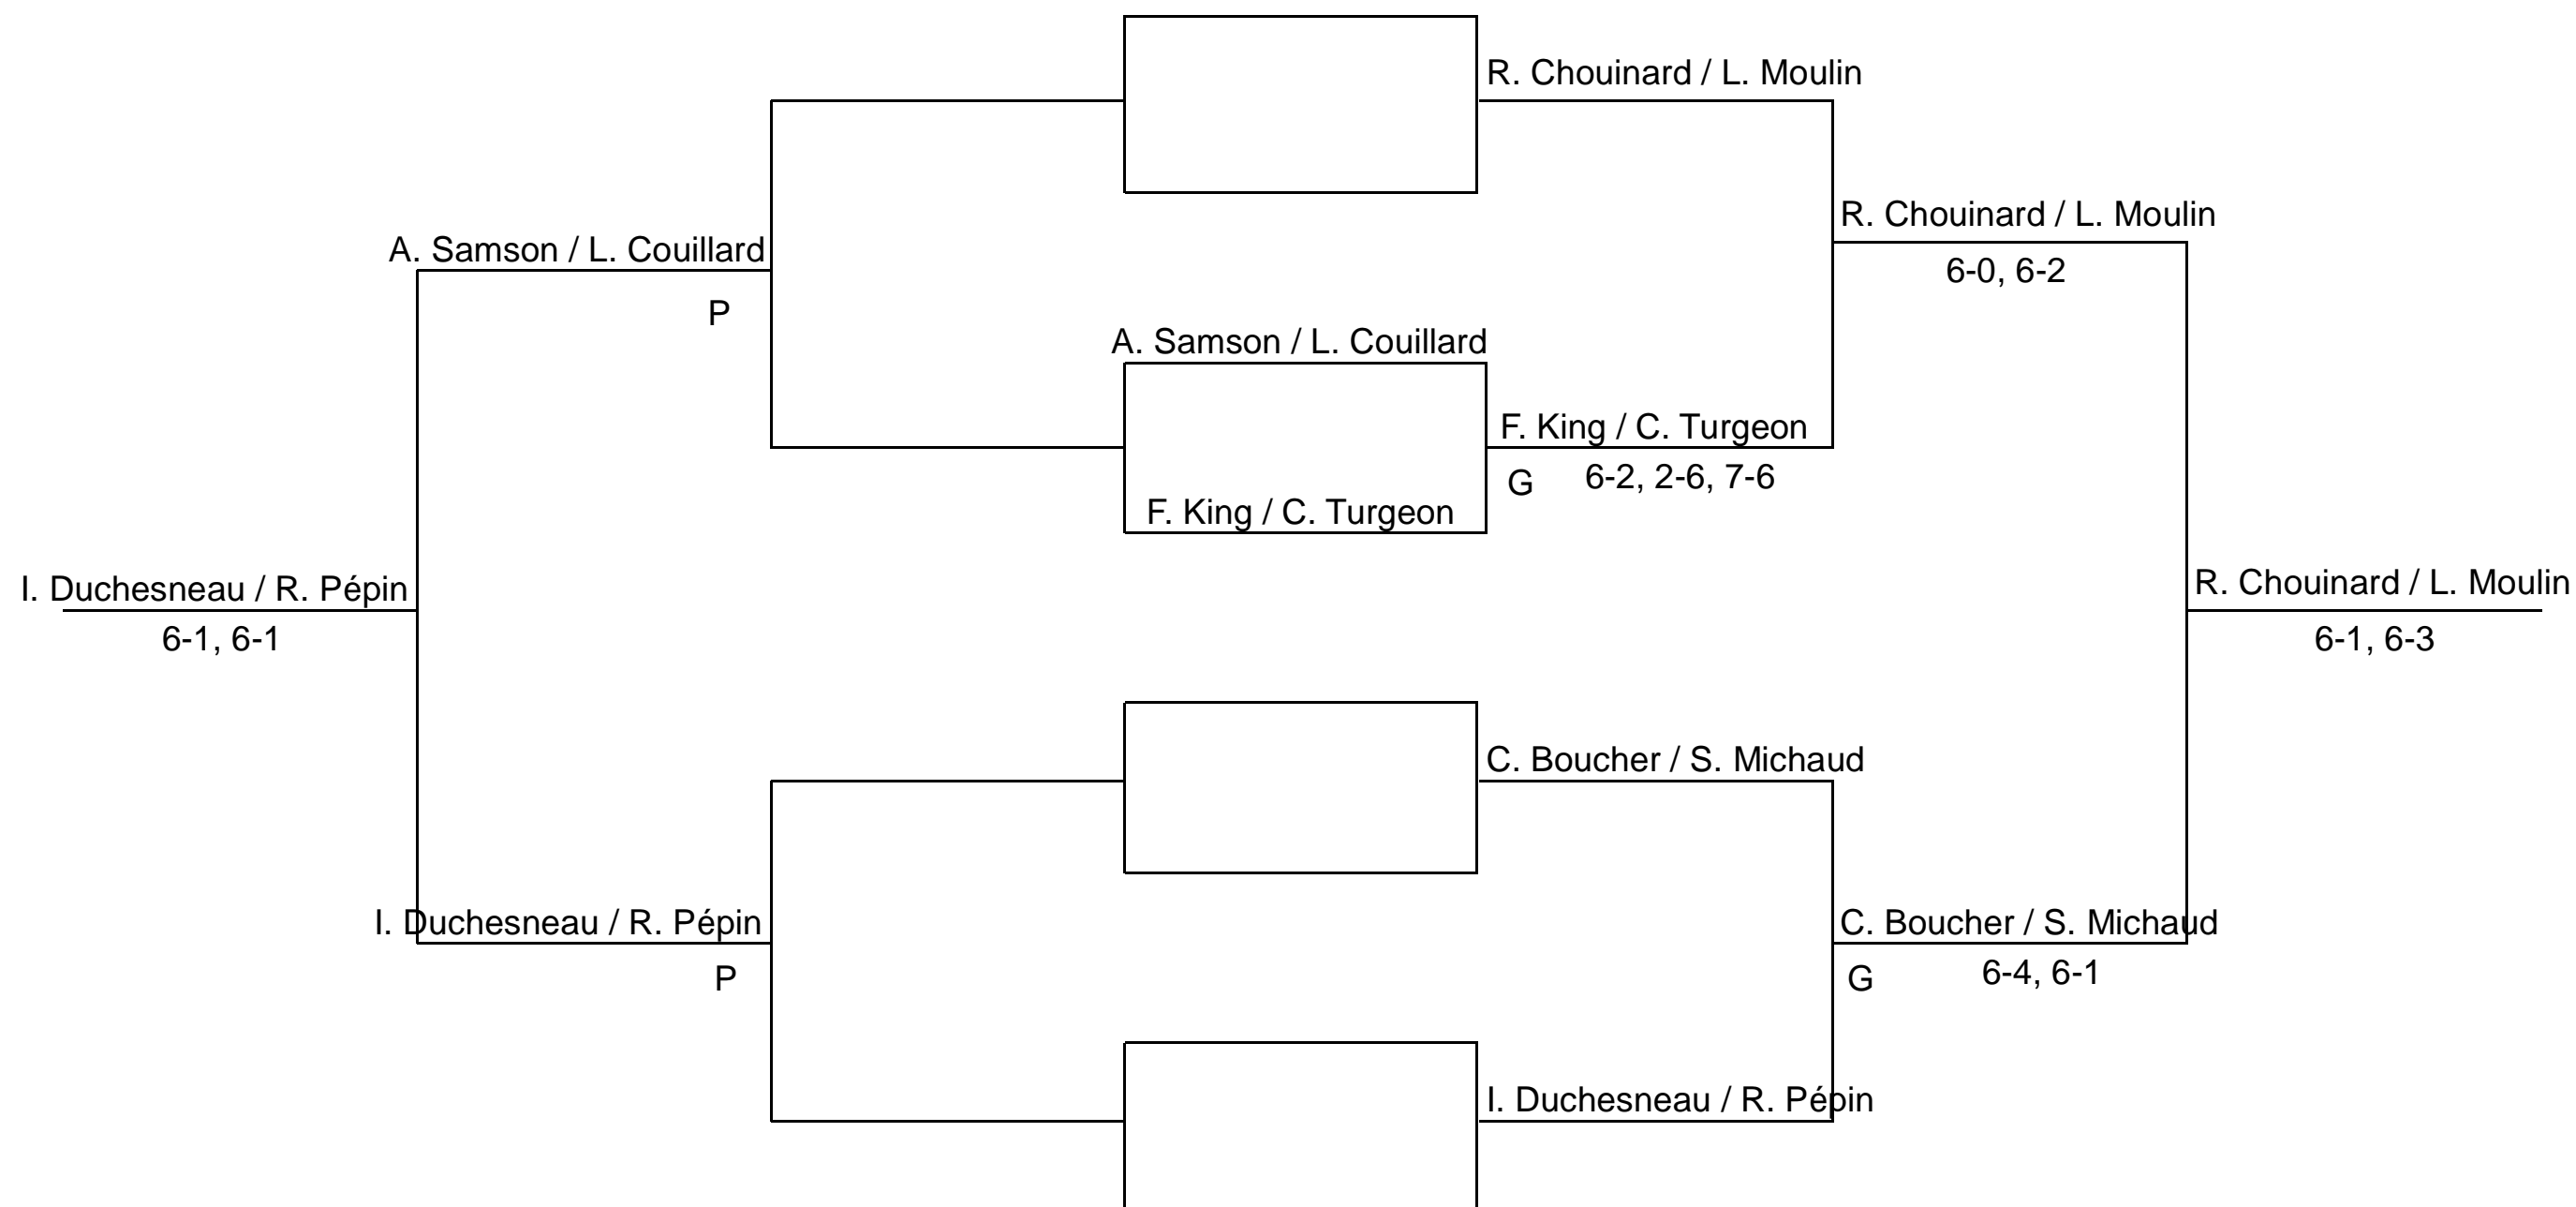 R. Chouinard / L. Moulin
R. Chouinard / L. Moulin
A. Samson / L. Couillard
6-0, 6-2
P
A. Samson / L. Couillard
F. King / C. Turgeon
G 6-2, 2-6, 7-6
F. King / C. Turgeon
I. Duchesneau / R. Pépin
R. Chouinard / L. Moulin
6-1, 6-1
6-1, 6-3
C. Boucher / S. Michaud
I. Duchesneau / R. Pépin
C. Boucher / S. Michaud
P
G 6-4, 6-1
I. Duchesneau / R. Pépin